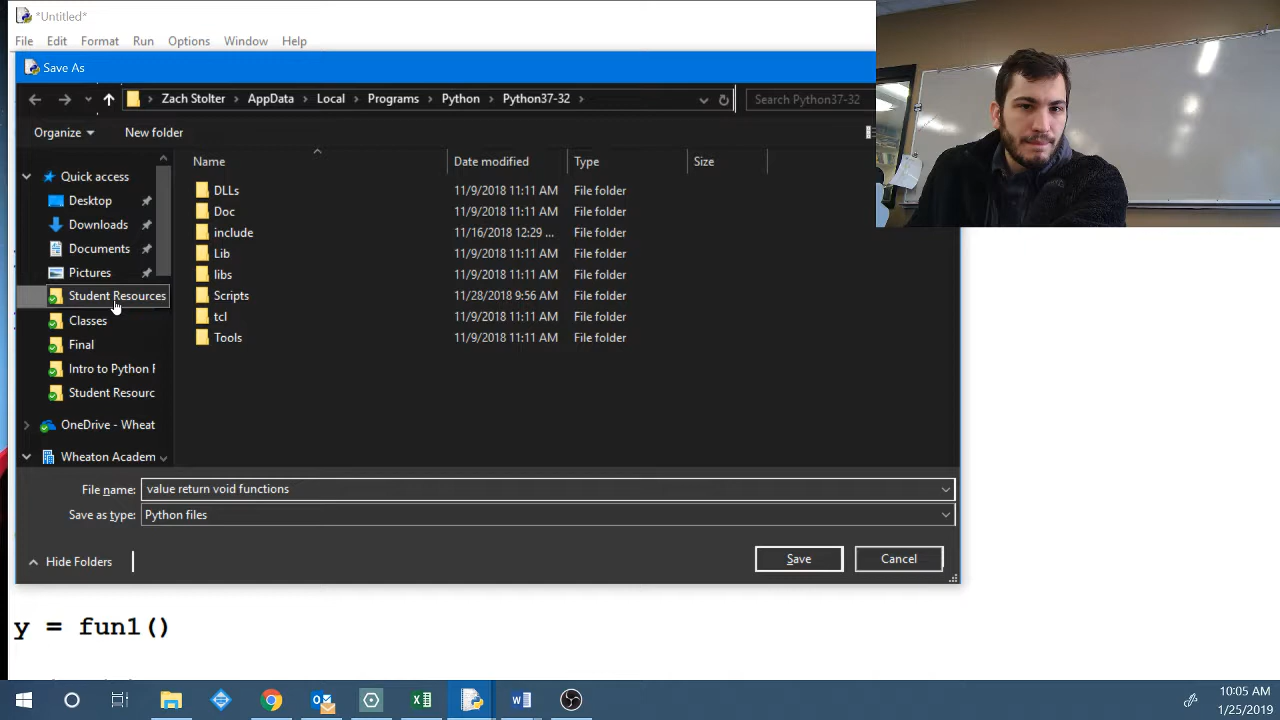 *Untitled*
File Edit Format Run Options Window Help
Save As
Zach Stolter > AppData > Local > Programs > Python > Python37-32 >
Search Python37-32
Organize New folder
Name Date modified Type Size
Quick access
Desktop
Downloads
Documents
Pictures
Student Resources
Classes
Final
Intro to Python F
Student Resourc
OneDrive - Wheat
Wheaton Academ
DLLs 11/9/2018 11:11 AM File folder
Doc 11/9/2018 11:11 AM File folder
include 11/16/2018 12:29 ... File folder
Lib 11/9/2018 11:11 AM File folder
libs 11/9/2018 11:11 AM File folder
Scripts 11/28/2018 9:56 AM File folder
tcl 11/9/2018 11:11 AM File folder
Tools 11/9/2018 11:11 AM File folder
File name: value return void functions
Save as type: Python files
Hide Folders Save Cancel
y = fun1()
10:05 AM
1/25/2019